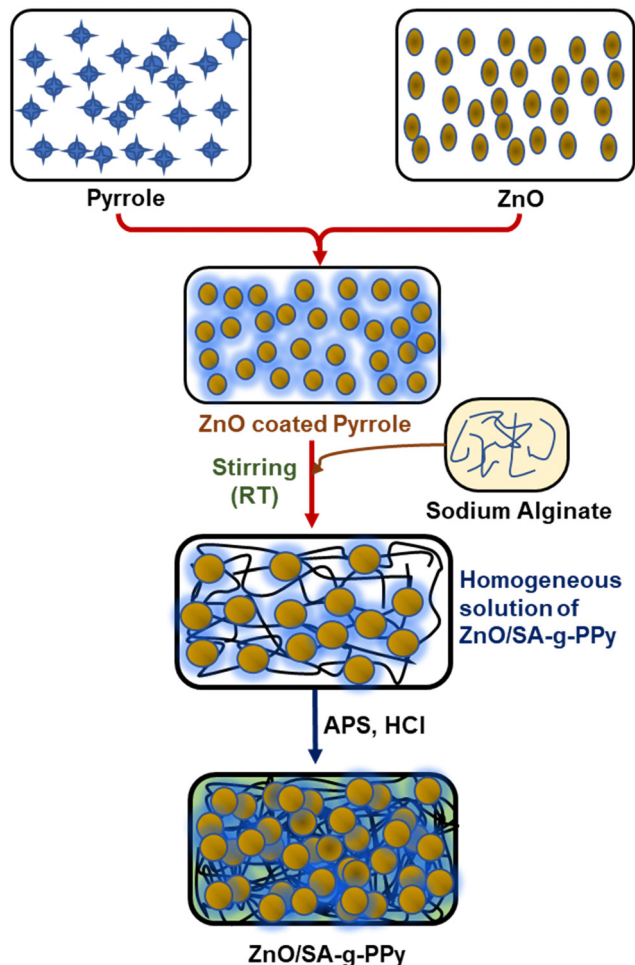 Pyrrole
ZnO
ZnO coated Pyrrole
Stirring
(RT)
Sodium Alginate
Homogeneous
solution of
ZnO/SA-g-PPy
APS, HCl
ZnO/SA-g-PPy